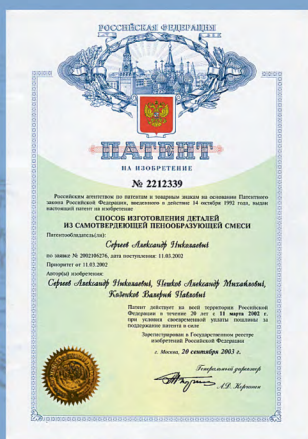 РОССИЙСКАЯ ФЕДЕРАЦИЯ
ПАТЕНТ
НА ИЗОБРЕТЕНИЕ
№ 2212339
Российским агентством по патентам и товарным знакам на основании Патентного
закона Российской Федерации, введенного в действие 14 октября 1992 года, выдан
настоящий патент на изобретение
СПОСОБ ИЗГОТОВЛЕНИЯ ДЕТАЛЕЙ
ИЗ САМОТВЕРДЕЮЩЕЙ ПЕНООБРАЗУЮЩЕЙ СМЕСИ
Патентообладатель(ли):
Сергеев Александр Николаевич
по заявке № 2002106276, дата поступления: 11.03.2002
Приоритет от 11.03.2002
Автор(ы) изобретения:
Сергеев Александр Николаевич, Пешков Александр Михайлович,
Валерий Павлович
Патент действует на всей территории Российской
Федерации в течение 20 лет с 11 марта 2002 г.
при условии своевременной уплаты пошлины за
поддержание патента в силе
Зарегистрирован в Государственном реестре
изобретений Российской Федерации
г. Москва, 20 сентября 2003 г.
Генеральный директор
А.Д. Корчагин